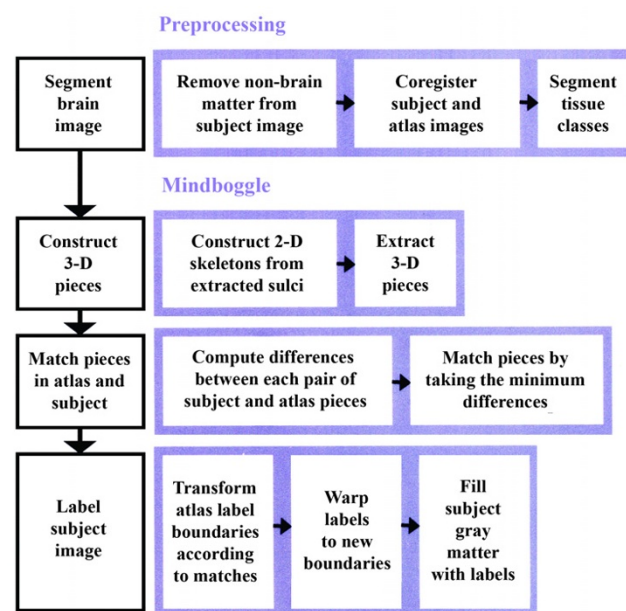 Preprocessing
Segment
brain
image
Remove non-brain
matter from
subject image
Coregister
subject and
atlas images
Segment
tissue
classes
Mindboggle
Construct
3-D
pieces
Construct 2-D
skeletons from
extracted sulci
Extract
3-D
pieces
Match pieces
in atlas and
subject
Compute differences
between each pair of
subject and atlas pieces
Match pieces by
taking the minimum
differences
Label
subject
image
Transform
atlas label
boundaries
according
to matches
Warp
labels
to new
boundaries
Fill
subject
gray
matter
with labels